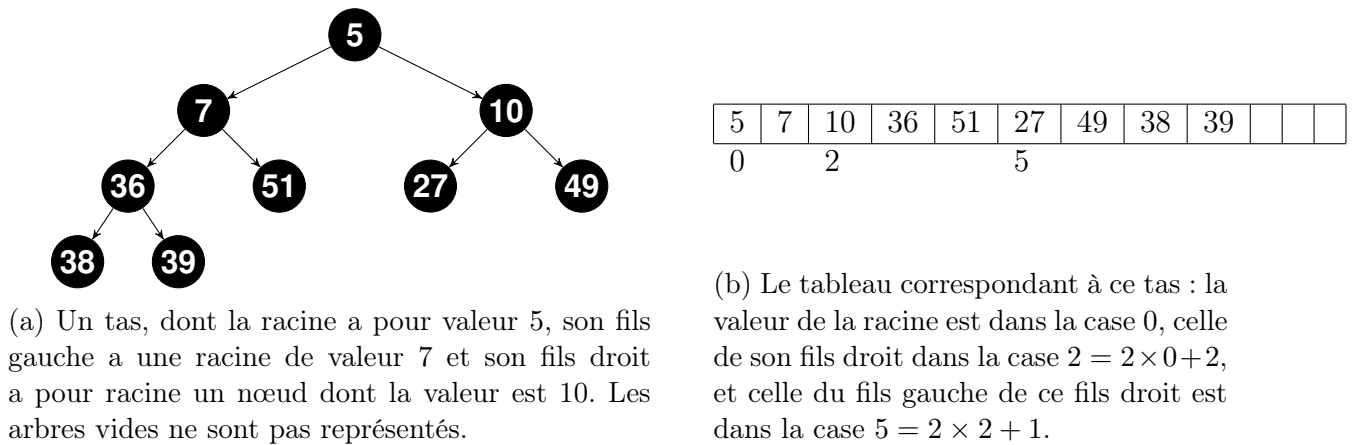 5
7 10
36 51 27 49
38 39
(a) Un tas, dont la racine a pour valeur 5, son fils
gauche a une racine de valeur 7 et son fils droit
a pour racine un nœud dont la valeur est 10. Les
arbres vides ne sont pas représentés.
5 7 10 36 51 27 49 38 39
0 2 5
(b) Le tableau correspondant à ce tas : la
valeur de la racine est dans la case 0, celle
de son fils droit dans la case 2 = 2×0+2,
et celle du fils gauche de ce fils droit est
dans la case 5 = 2 × 2 + 1.